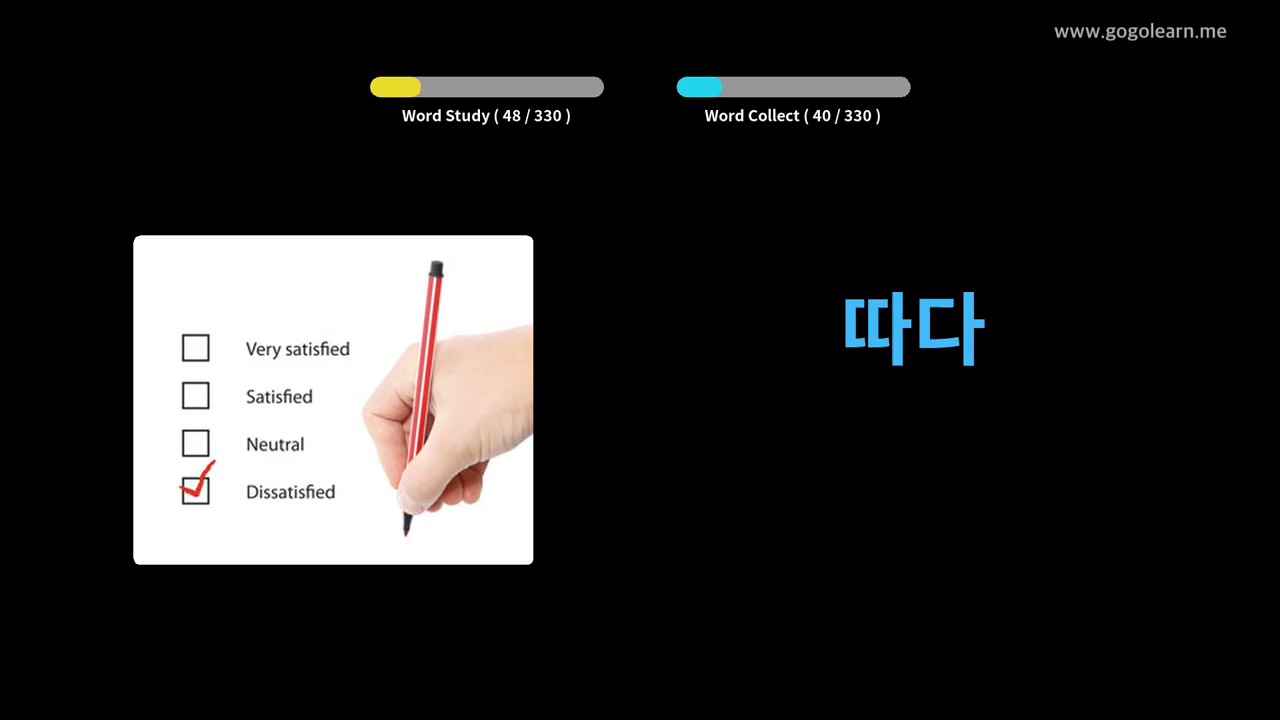 www.gogolearn.me
Word Study ( 48 / 330 )
Word Collect ( 40 / 330 )
Very satisfied
Satisfied
Neutral
Dissatisfied
따다